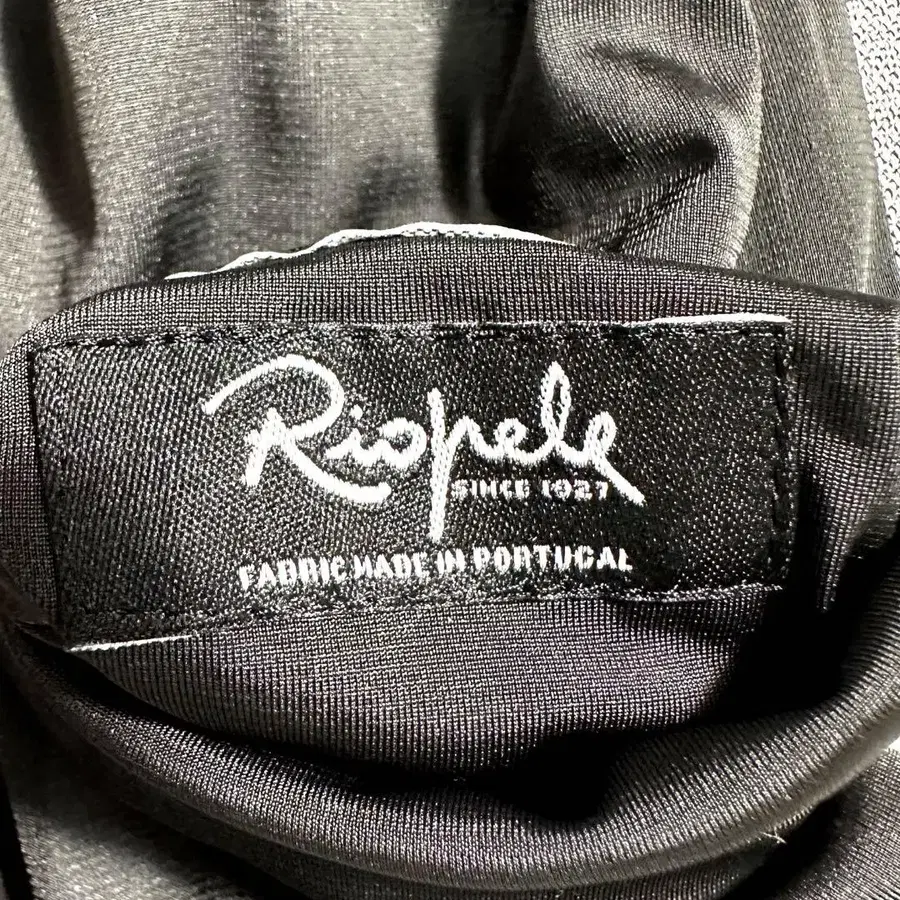 Riopele
SINCE 1927
FABRIC MADE IN PORTUGAL